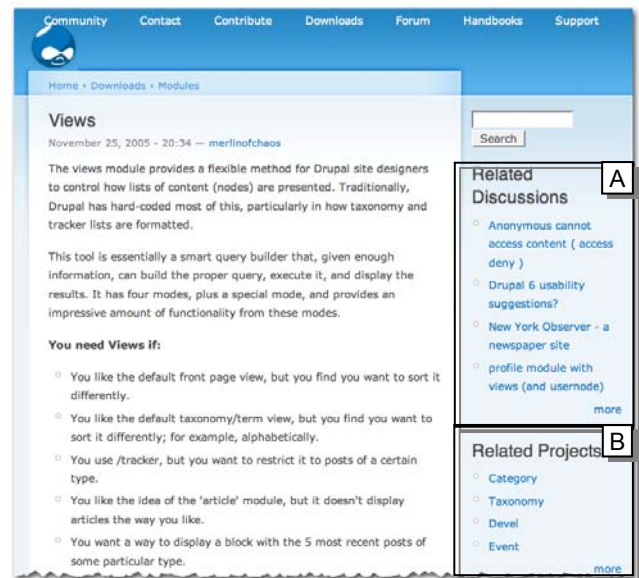 Community Contact Contribute Downloads Forum Handbooks Support
Home › Downloads › Modules
Views
November 25, 2005 - 20:34 — merlinofchaos
The views module provides a flexible method for Drupal site designers
to control how lists of content (nodes) are presented. Traditionally,
Drupal has hard-coded most of this, particularly in how taxonomy and
tracker lists are formatted.
This tool is essentially a smart query builder that, given enough
information, can build the proper query, execute it, and display the
results. It has four modes, plus a special mode, and provides an
impressive amount of functionality from these modes.
You need Views if:
You like the default front page view, but you find you want to sort it
differently.
You like the default taxonomy/term view, but you find you want to
sort it differently; for example, alphabetically.
You use /tracker, but you want to restrict it to posts of a certain
type.
You like the idea of the 'article' module, but it doesn't display
articles the way you like.
You want a way to display a block with the 5 most recent posts of
some particular type.
Search
A
Related
Discussions
Anonymous cannot
access content ( access
deny )
Drupal 6 usability
suggestions?
New York Observer - a
newspaper site
profile module with
views (and usernode)
more
B
Related Projects
Category
Taxonomy
Devel
Event
more